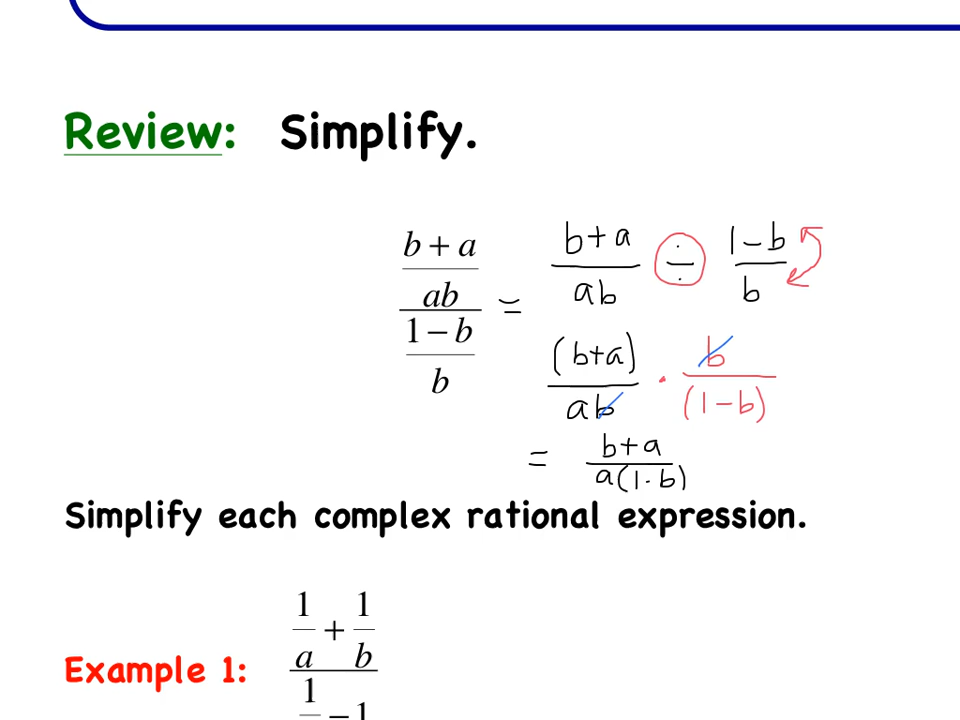 Review: Simplify.
b + a
ab
1 − b
b
= b+a / ab ÷ 1−b / b
(b+a) / ab · b / (1−b)
= b+a / a(1-b)
Simplify each complex rational expression.
Example 1:
1/a + 1/b
1 − 1